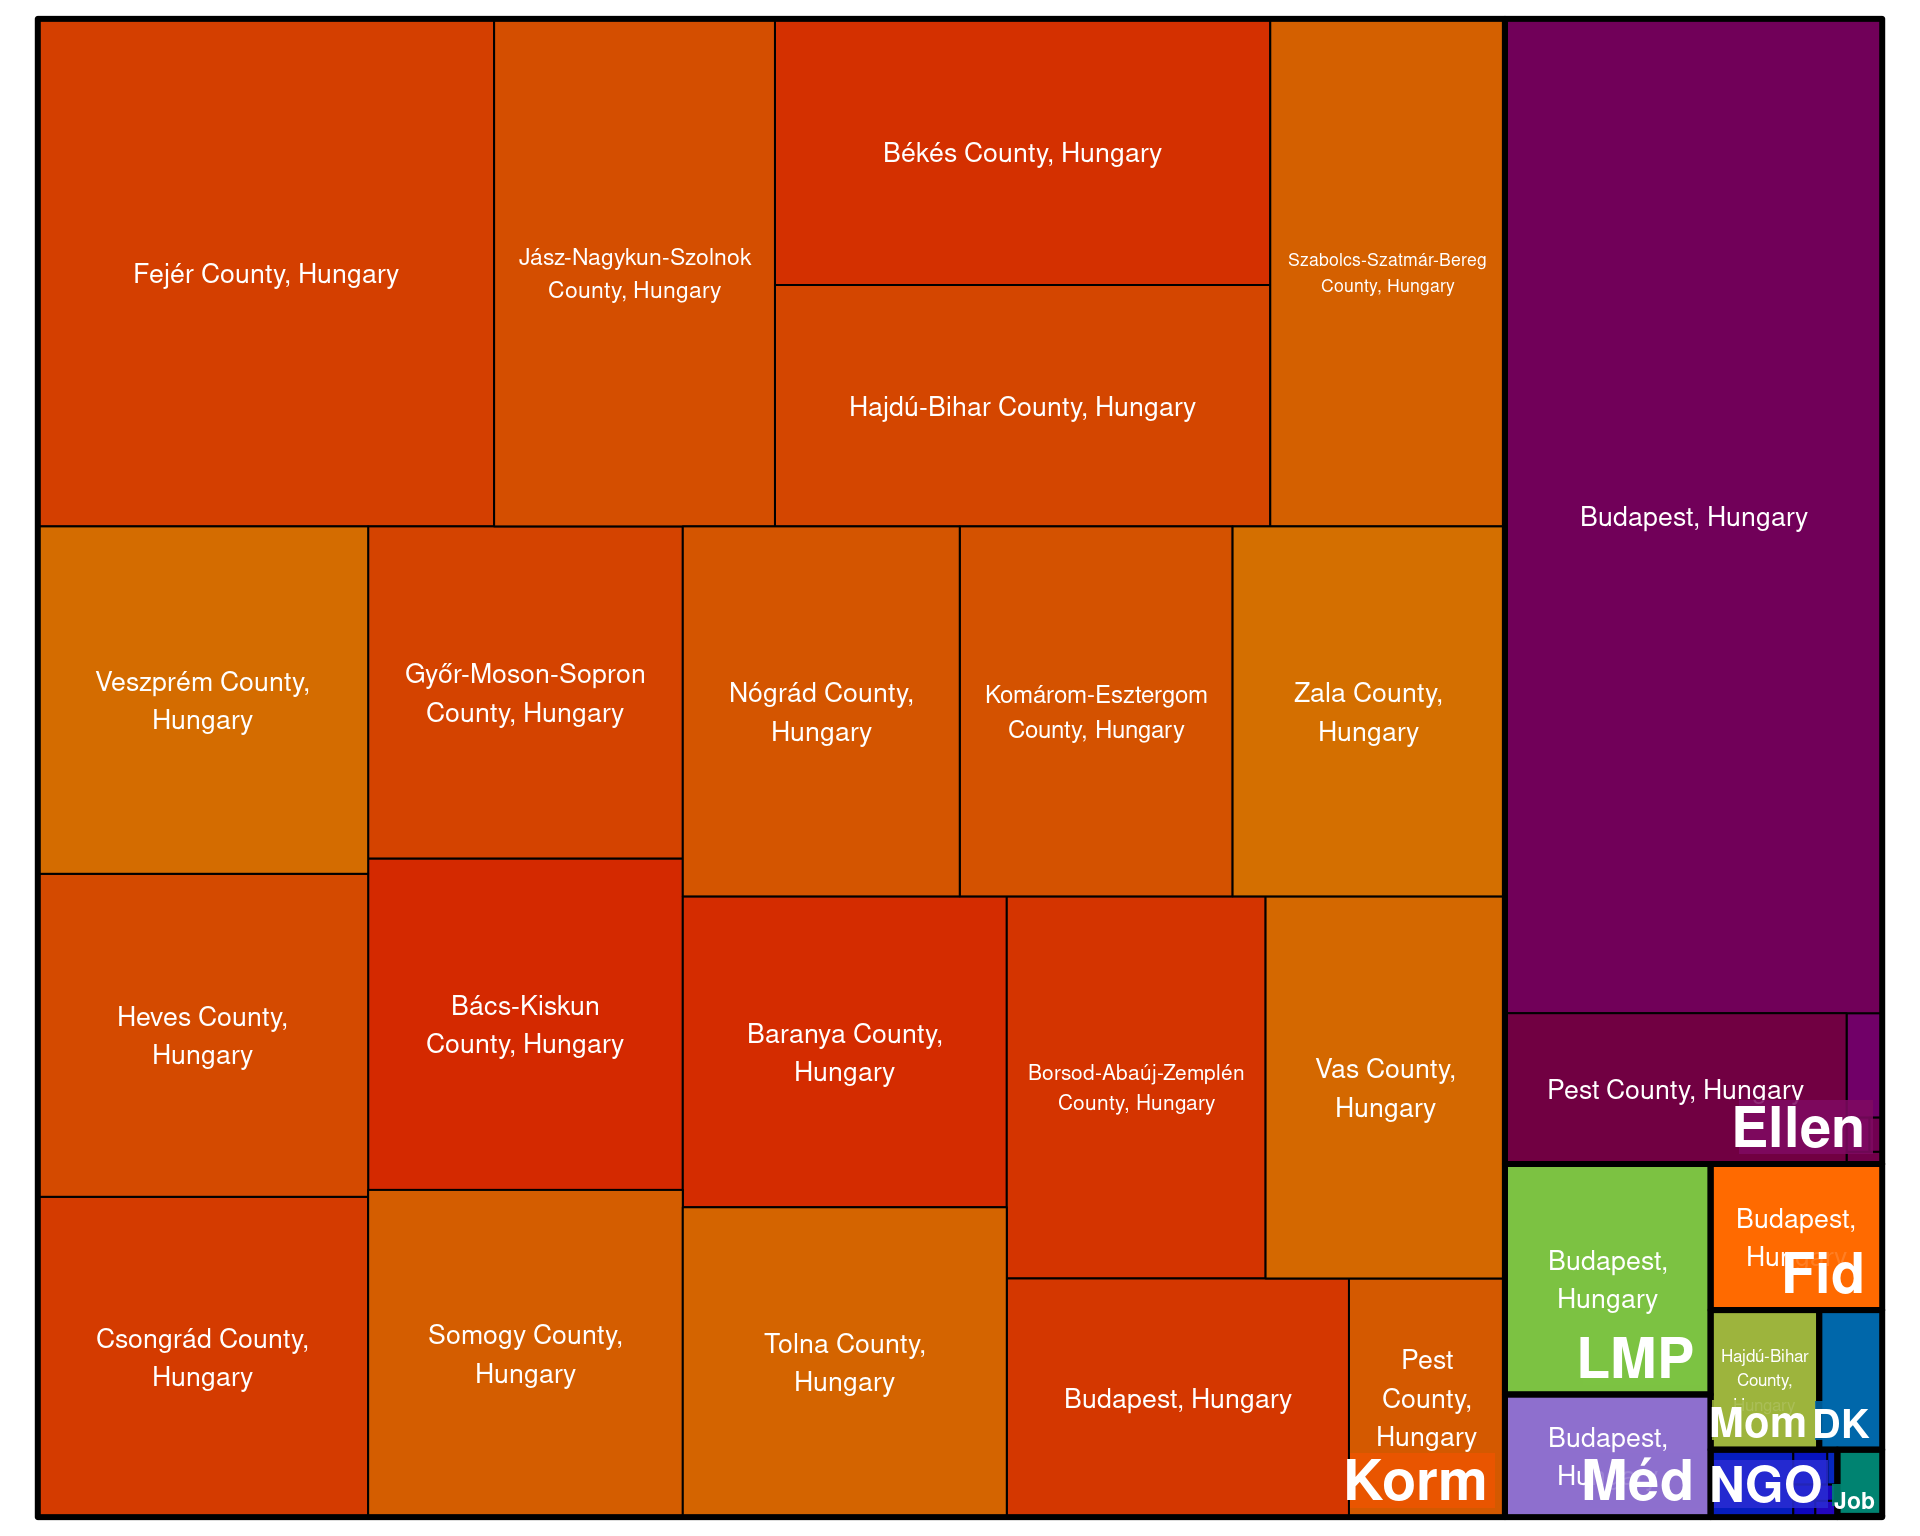 Fejér County, Hungary
Jász-Nagykun-Szolnok
County, Hungary
Békés County, Hungary
Hajdú-Bihar County, Hungary
Szabolcs-Szatmár-Bereg
County, Hungary
Budapest, Hungary
Veszprém County,
Hungary
Győr-Moson-Sopron
County, Hungary
Nógrád County,
Hungary
Komárom-Esztergom
County, Hungary
Zala County,
Hungary
Heves County,
Hungary
Bács-Kiskun
County, Hungary
Baranya County,
Hungary
Borsod-Abaúj-Zemplén
County, Hungary
Vas County,
Hungary
Pest County, Hungary
Ellen
Csongrád County,
Hungary
Somogy County,
Hungary
Tolna County,
Hungary
Budapest, Hungary
Pest
County,
Hungary
Korm
Budapest,
Hungary
LMP
Budapest,
Hungary
Fid
Hajdú-Bihar
County,
Hungary
Mom
DK
Budapest,
Méd
NGO
Job